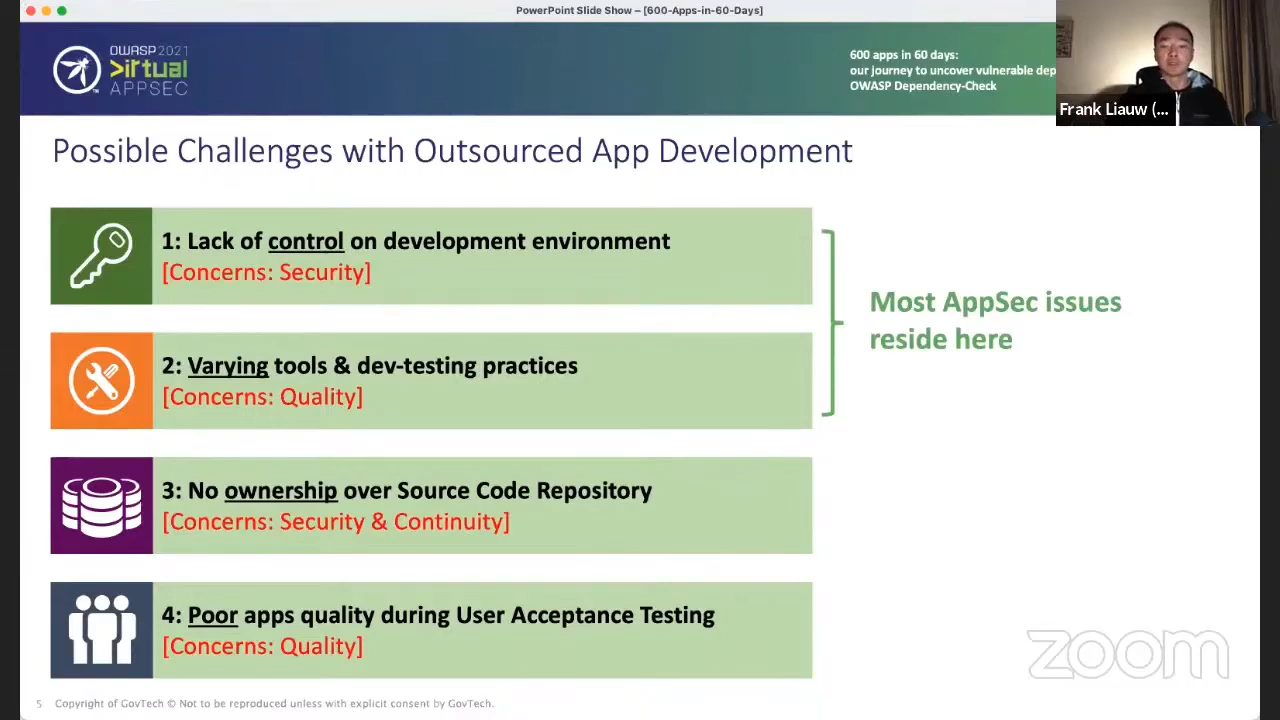 PowerPoint Slide Show – [600-Apps-in-60-Days]
OWASP 2021
>irtual
APPSEC
TM
600 apps in 60 days:
our journey to uncover vulnerable dep
OWASP Dependency-Check
Frank Liauw (...
Possible Challenges with Outsourced App Development
1: Lack of control on development environment
[Concerns: Security]
2: Varying tools & dev-testing practices
[Concerns: Quality]
Most AppSec issues
reside here
3: No ownership over Source Code Repository
[Concerns: Security & Continuity]
4: Poor apps quality during User Acceptance Testing
[Concerns: Quality]
zoom
5 Copyright of GovTech © Not to be reproduced unless with explicit consent by GovTech.